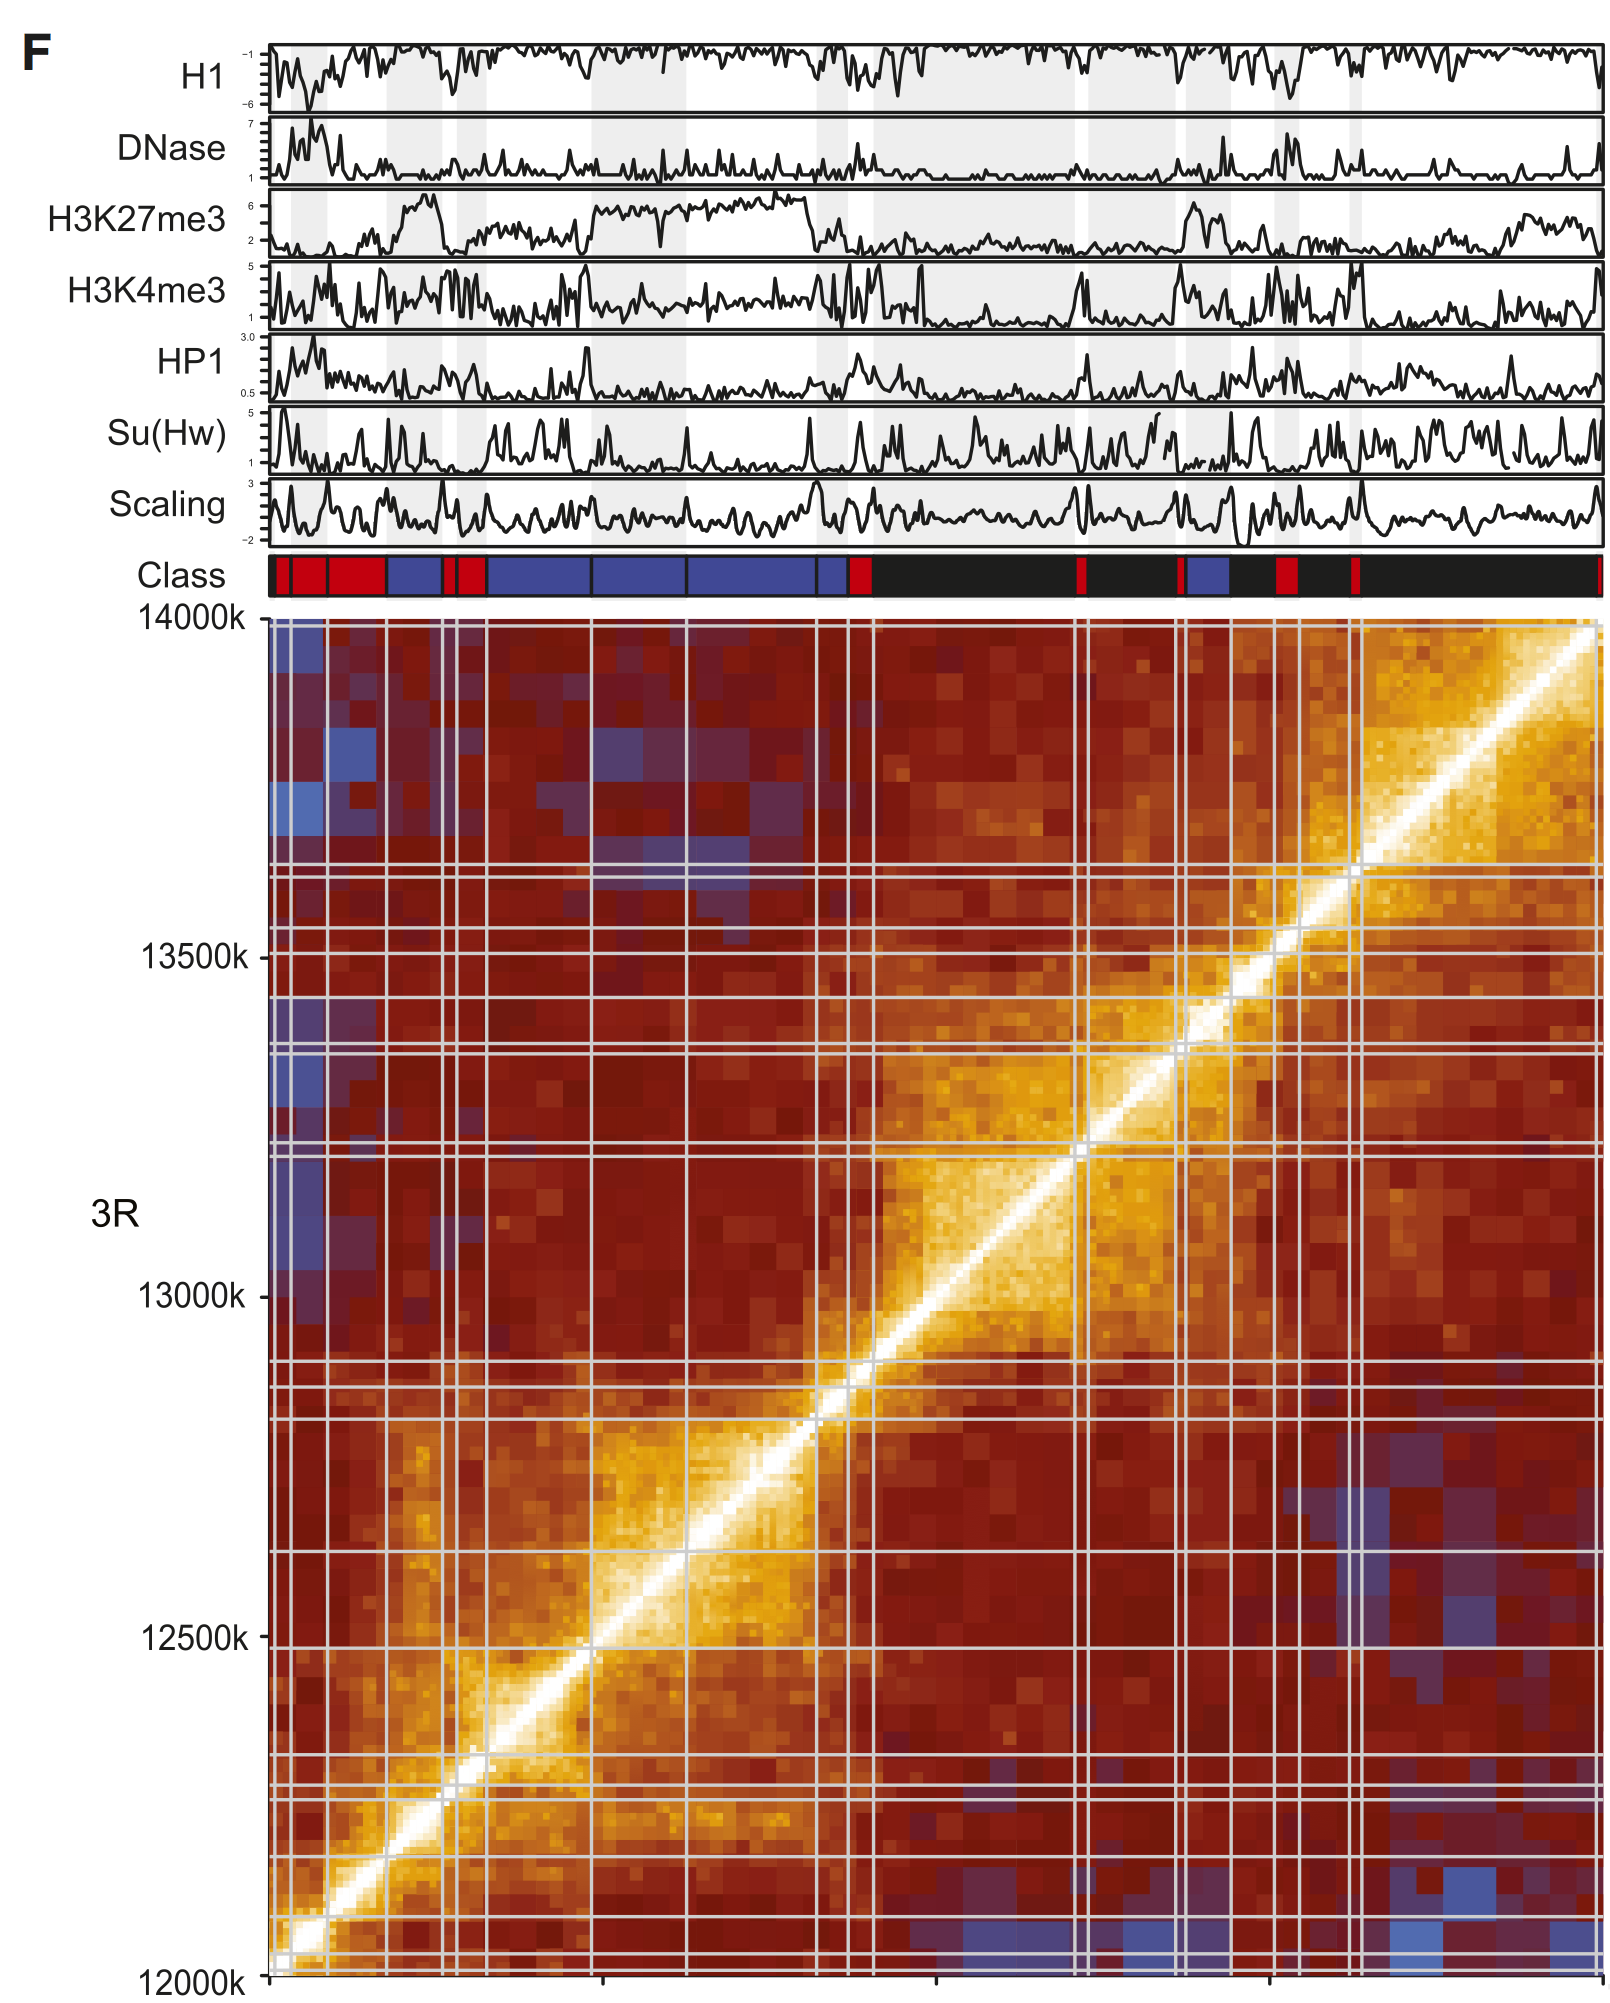 F
H1
−1
−6
DNase
7
1
H3K27me3
6
2
H3K4me3
5
1
HP1
3.0
0.5
Su(Hw)
5
1
Scaling
3
−2
Class
14000k
13500k
3R
13000k
12500k
12000k